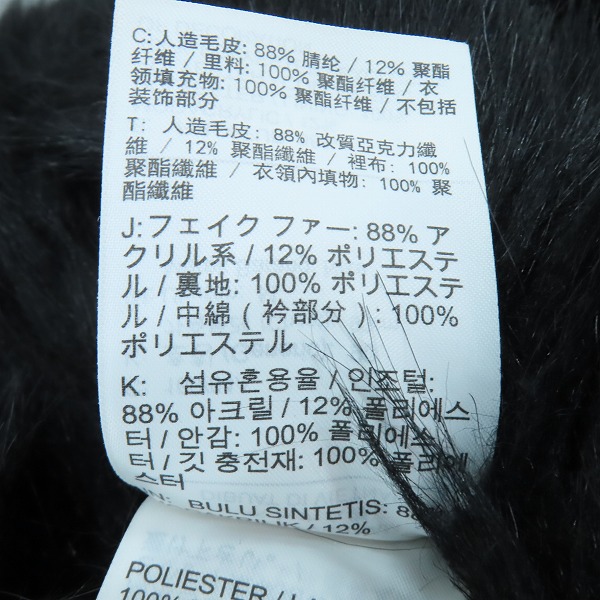 C: 人造毛皮: 88% 腈纶 / 12% 聚酯
纤维 / 里料: 100% 聚酯纤维 / 衣
领填充物: 100% 聚酯纤维 / 不包括
装饰部分
T: 人造毛皮: 88% 改質亞克力纖
維 / 12% 聚酯纖維 / 裡布: 100%
聚酯纖維 / 衣領內填物: 100% 聚
酯纖維
J: フェイク ファー: 88% ア
クリル系 / 12% ポリエステ
ル / 裏地: 100% ポリエステ
ル / 中綿 ( 衿部分 ): 100%
ポリエステル
K: 섬유혼용율 / 인조털:
88% 아크릴 / 12% 폴리에스
터 / 안감: 100% 폴리에스
터 / 깃 충전재: 100% 폴리에
스터
BULU SINTETIS:
/ 12%
POLIESTER /
100%